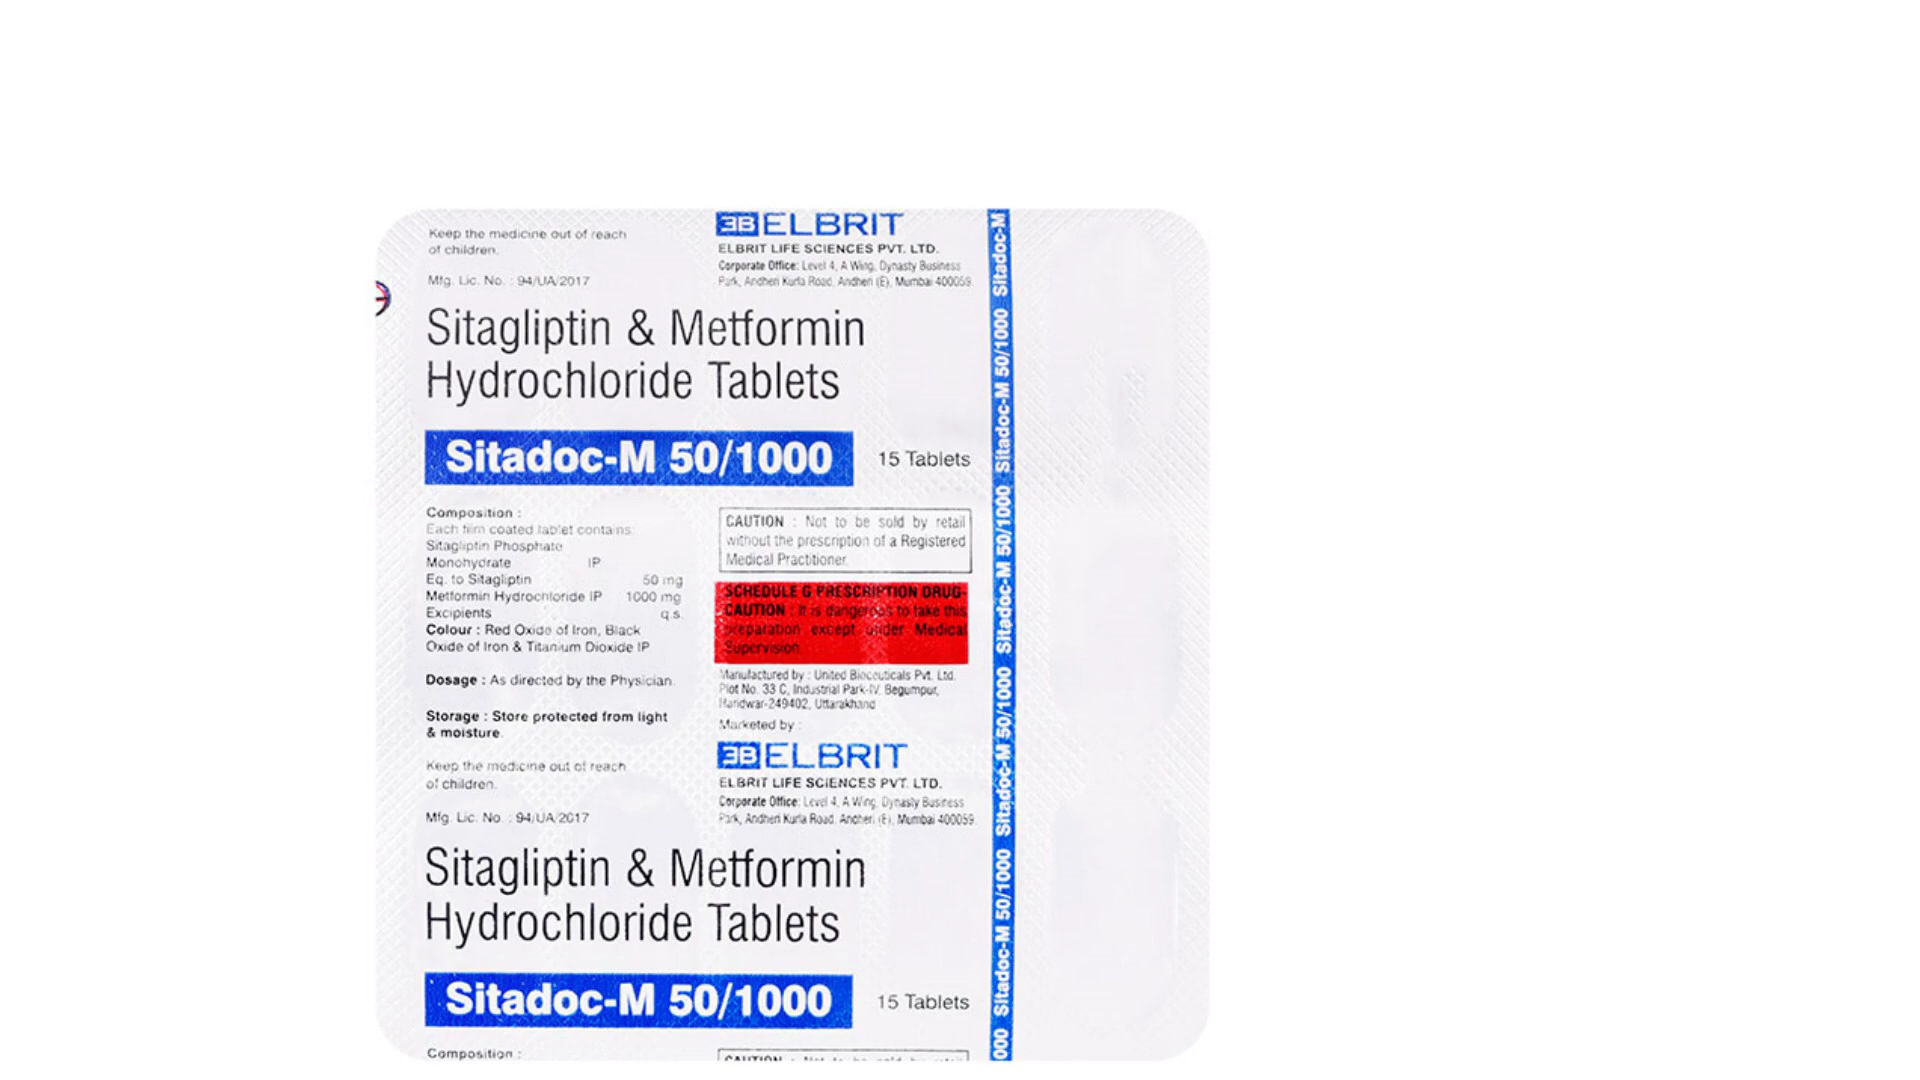 Keep the medicine out of reach
of children.
Mfg. Lic. No. : 94/UA/2017
ELBRIT
ELBRIT LIFE SCIENCES PVT. LTD.
Corporate Office: Level 4, A Wing, Dynasty Business
Park, Andheri Kurla Road, Andheri (E), Mumbai 400059.
Sitagliptin & Metformin
Hydrochloride Tablets
Sitadoc-M 50/1000
15 Tablets
Composition :
Each film coated tablet contains:
Sitagliptin Phosphate
Monohydrate IP
Eq. to Sitagliptin 50 mg
Metformin Hydrochloride IP 1000 mg
Excipients q.s.
Colour : Red Oxide of Iron, Black
Oxide of Iron & Titanium Dioxide IP
Dosage : As directed by the Physician.
Storage : Store protected from light
& moisture.
Keep the medicine out of reach
of children.
Mfg. Lic. No. : 94/UA/2017
CAUTION : Not to be sold by retail
without the prescription of a Registered
Medical Practitioner.
SCHEDULE G PRESCRIPTION DRUG-
CAUTION : It is dangerous to take this
preparation except under Medical
Supervision.
Manufactured by : United Bioceuticals Pvt. Ltd.
Plot No. 33 C, Industrial Park-IV, Begumpur,
Haridwar-249402, Uttarakhand
Marketed by :
ELBRIT
ELBRIT LIFE SCIENCES PVT. LTD.
Corporate Office: Level 4, A Wing, Dynasty Business
Park, Andheri Kurla Road, Andheri (E), Mumbai 400059.
Sitagliptin & Metformin
Hydrochloride Tablets
Sitadoc-M 50/1000
15 Tablets
Composition :
CAUTION : Not to be sold by retail
000 Sitadoc-M 50/1000 Sitadoc-M 50/1000 Sitadoc-M 50/1000 Sitadoc-M 50/1000 Sitadoc-M